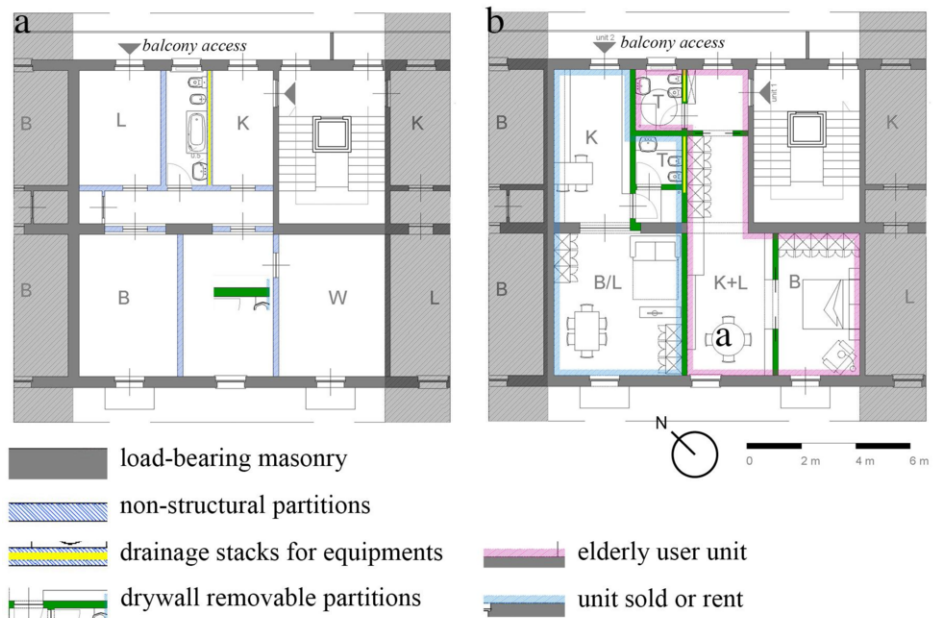 a
balcony access
B
L
K
K
B
B
W
L
b
unit 2
balcony access
unit 1
B
K
T
T
K
B
B/L
K+L
B
L
a
N
0 2 m 4 m 6 m
load-bearing masonry
non-structural partitions
drainage stacks for equipments
drywall removable partitions
elderly user unit
unit sold or rent